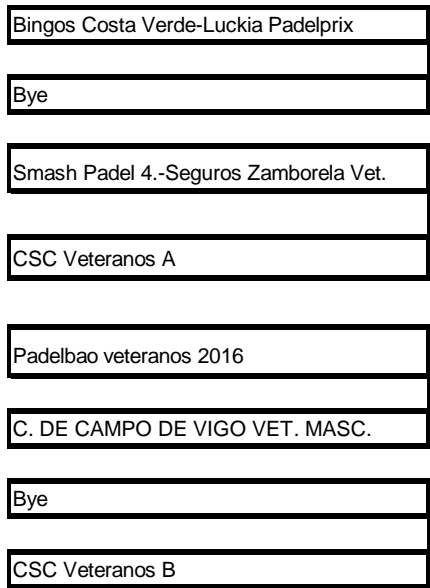 Bingos Costa Verde-Luckia Padelprix
Bye
Smash Padel 4.-Seguros Zamborela Vet.
CSC Veteranos A
Padelbao veteranos 2016
C. DE CAMPO DE VIGO VET. MASC.
Bye
CSC Veteranos B